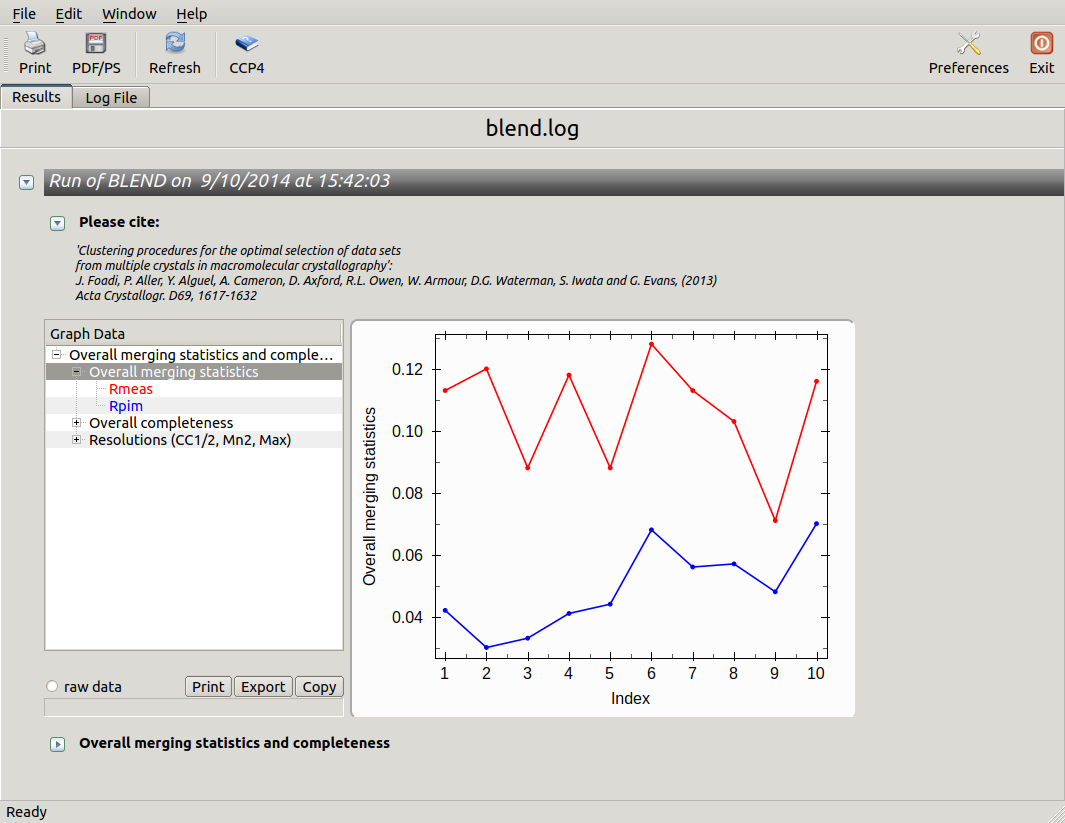 File Edit Window Help
Print PDF/PS Refresh CCP4 Preferences Exit
Results Log File
blend.log
Run of BLEND on 9/10/2014 at 15:42:03
Please cite:
'Clustering procedures for the optimal selection of data sets
from multiple crystals in macromolecular crystallography':
J. Foadi, P. Aller, Y. Alguel, A. Cameron, D. Axford, R.L. Owen, W. Armour, D.G. Waterman, S. Iwata and G. Evans, (2013)
Acta Crystallogr. D69, 1617-1632
Graph Data
Overall merging statistics and comple...
Overall merging statistics
Rmeas
Rpim
Overall completeness
Resolutions (CC1/2, Mn2, Max)
raw data Print Export Copy
Overall merging statistics
0.12
0.10
0.08
0.06
0.04
1 2 3 4 5 6 7 8 9 10
Index
Overall merging statistics and completeness
Ready